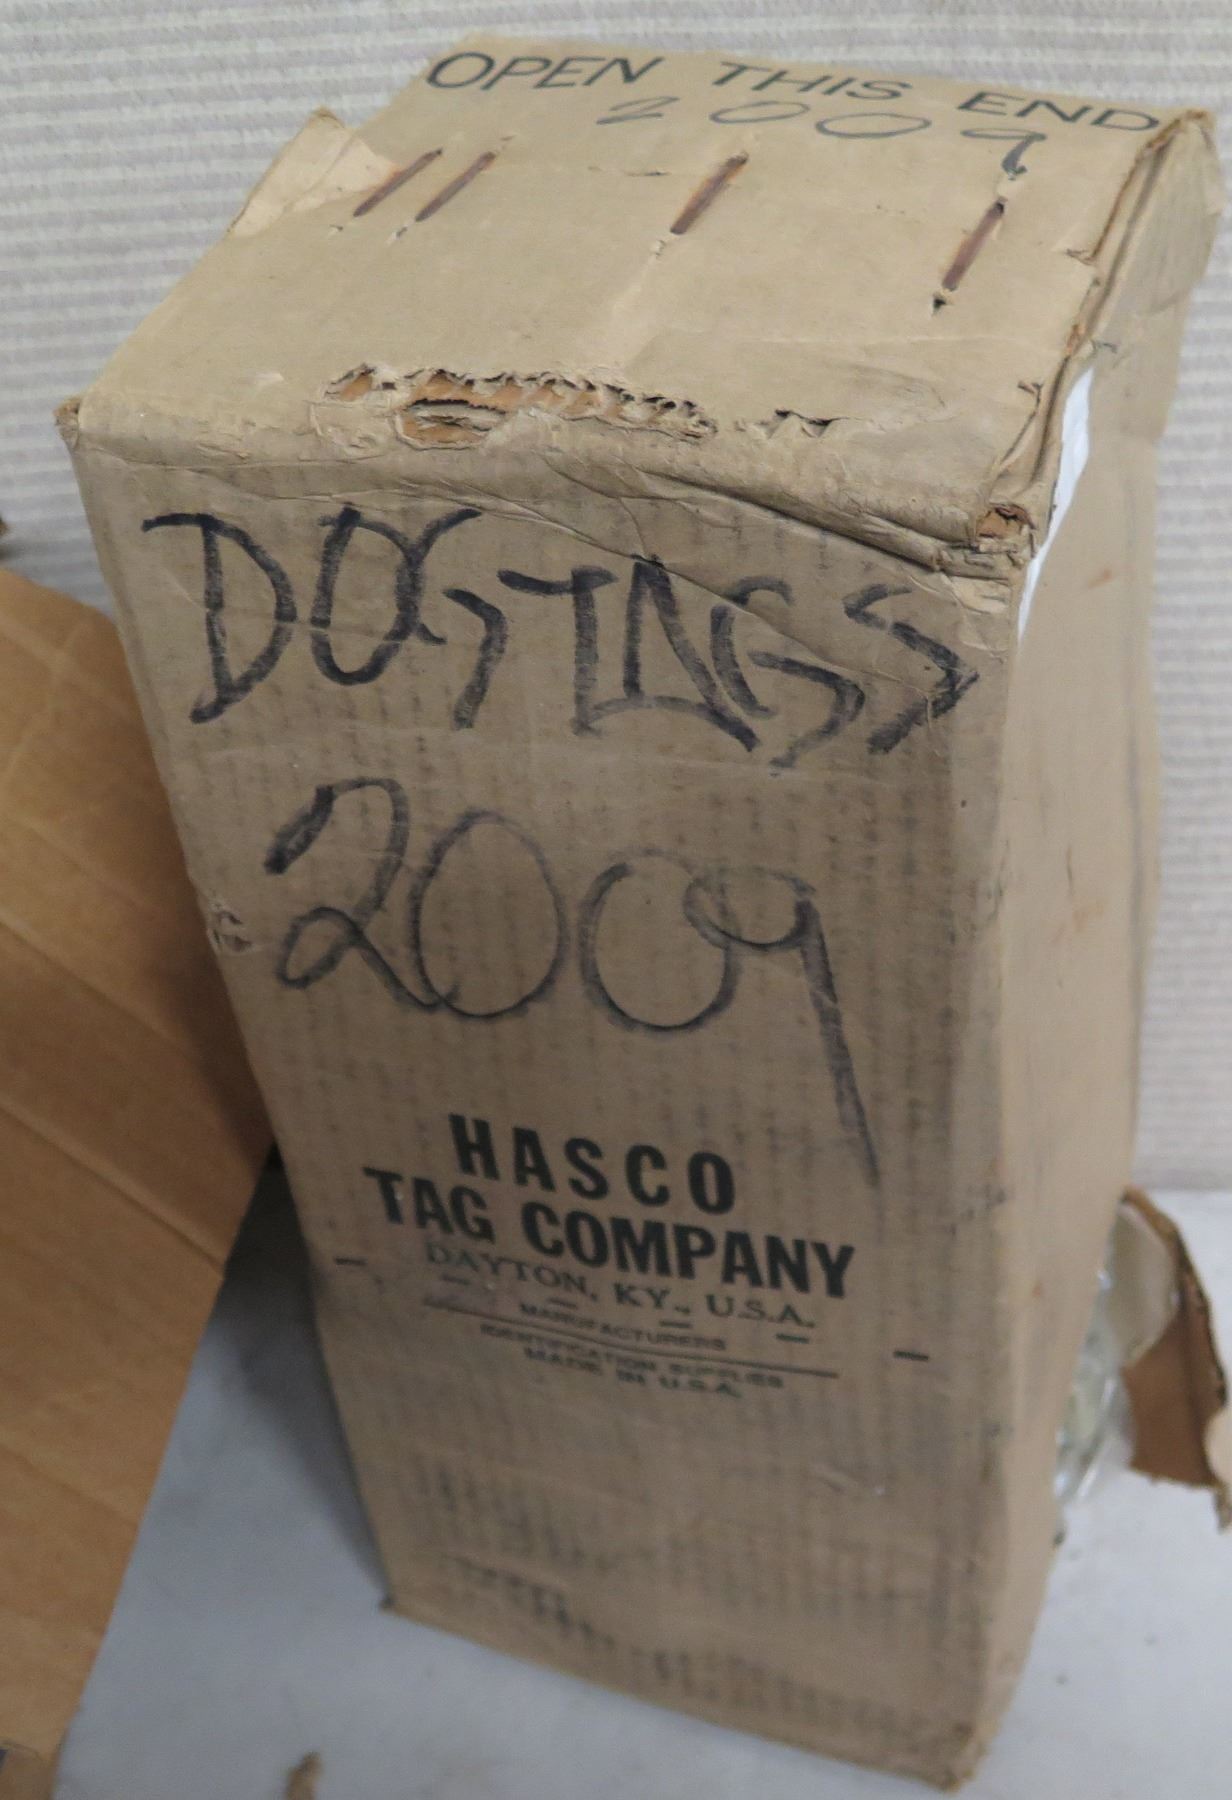 OPEN THIS END
2009
DOG TAGS
2009
HASCO
TAG COMPANY
DAYTON, KY., U.S.A.
MANUFACTURERS
IDENTIFICATION SUPPLIES
MADE IN U.S.A.